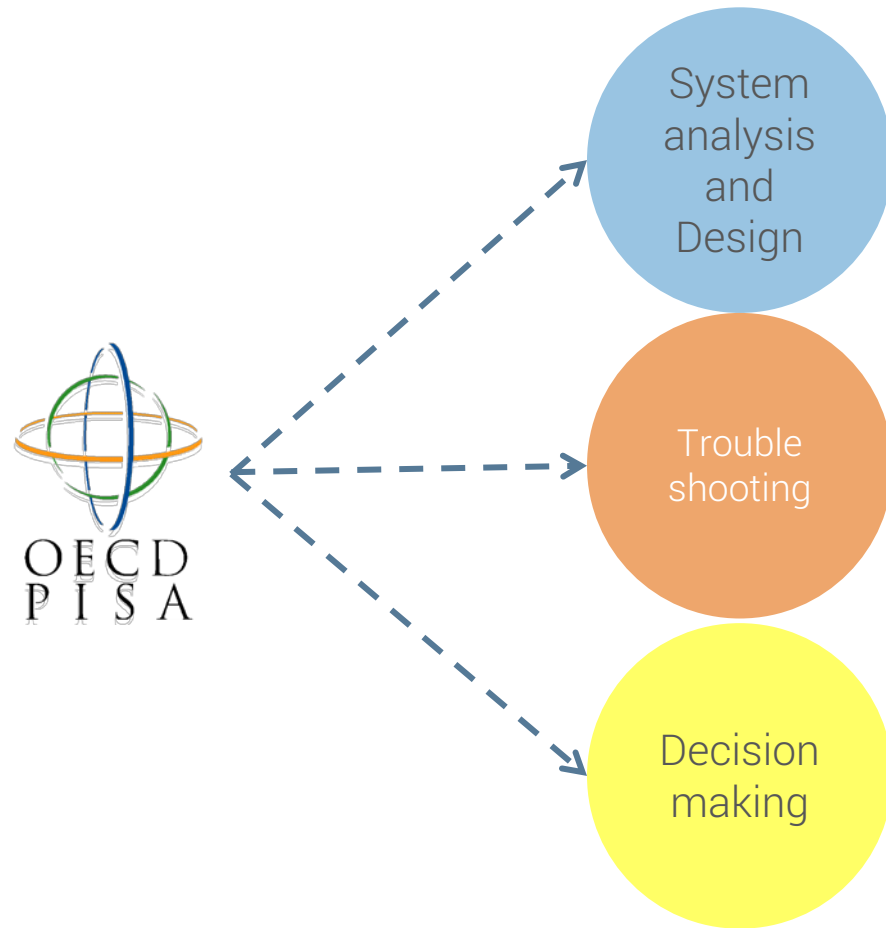 System
analysis
and
Design
OECD
PISA
Trouble
shooting
Decision
making